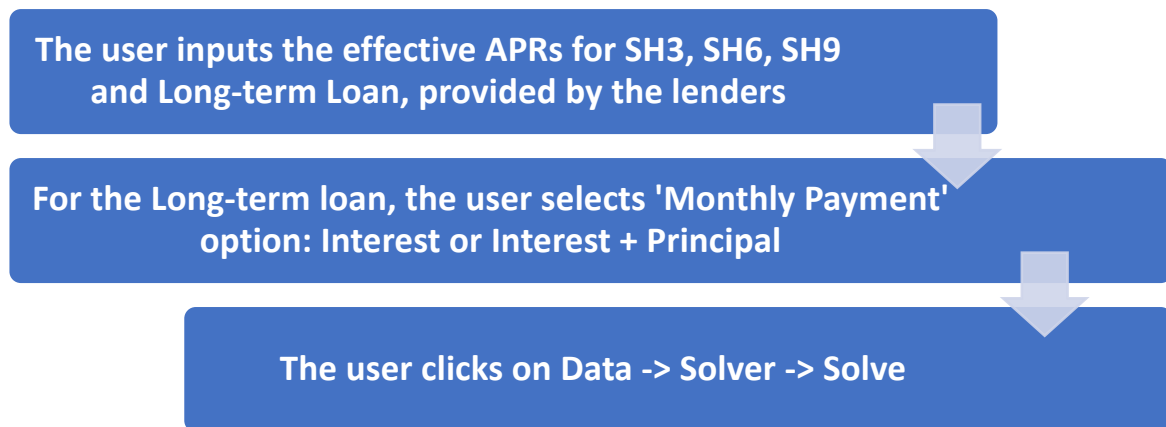 The user inputs the effective APRs for SH3, SH6, SH9
and Long-term Loan, provided by the lenders
For the Long-term loan, the user selects 'Monthly Payment'
option: Interest or Interest + Principal
The user clicks on Data -> Solver -> Solve